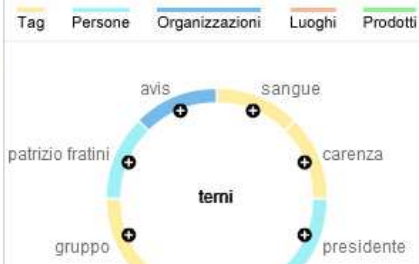 Tag Persone Organizzazioni Luoghi Prodotti
avis sangue
patrizio fratini carenza
terni
gruppo presidente